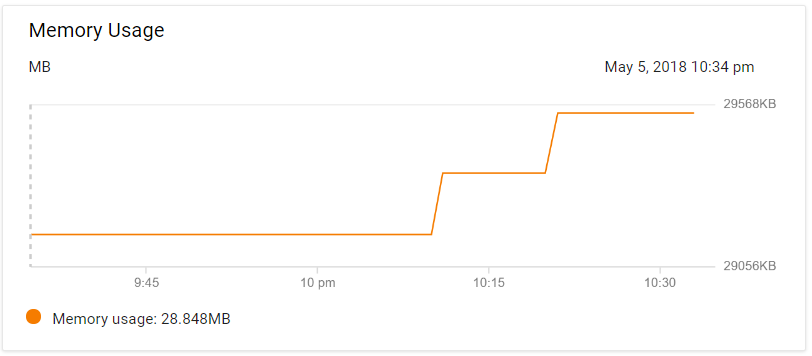 Memory Usage
MB
May 5, 2018 10:34 pm
29568KB
29056KB
9:45
10 pm
10:15
10:30
Memory usage: 28.848MB